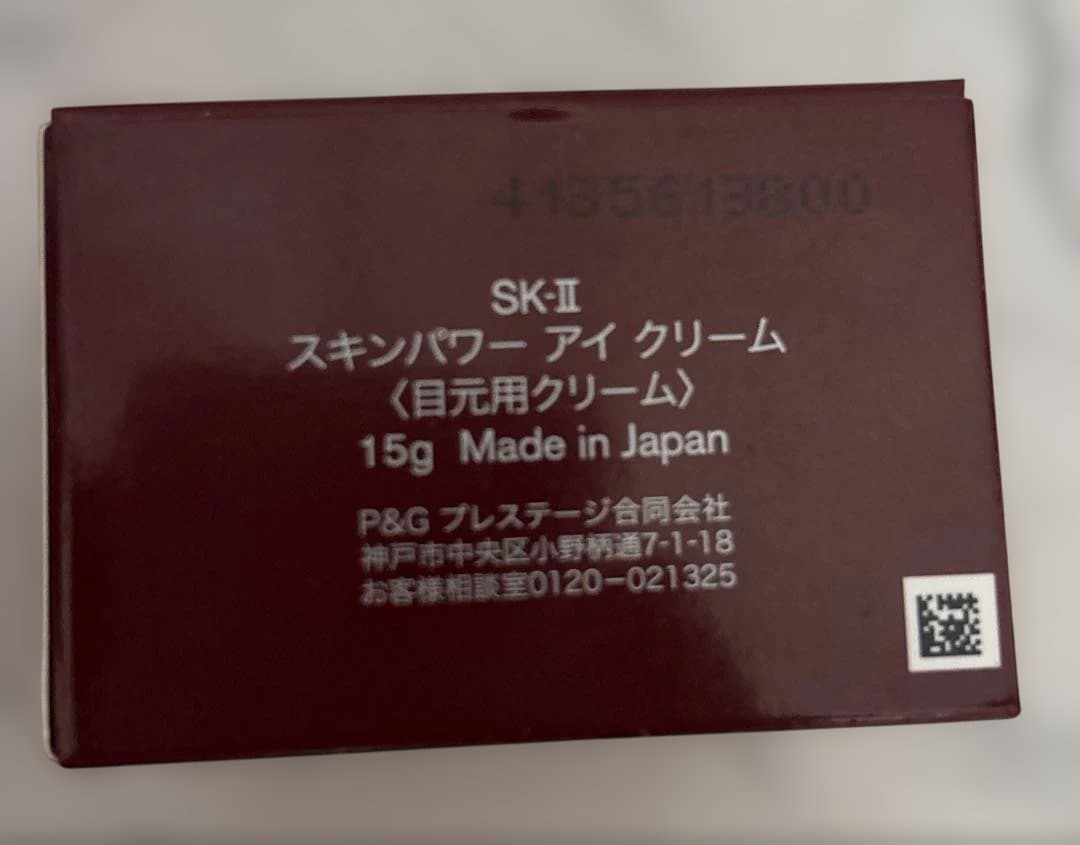 4135613800
SK-Ⅱ
スキンパワー アイ クリーム
〈目元用クリーム〉
15g Made in Japan
P&G プレステージ合同会社
神戸市中央区小野柄通7-1-18
お客様相談室0120-021325